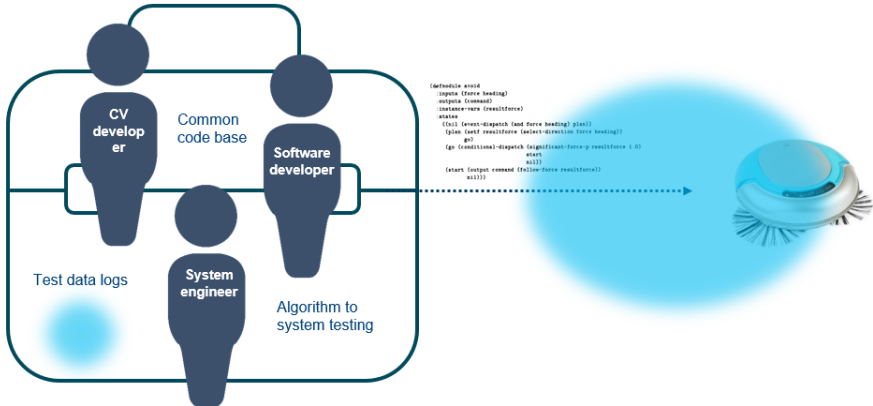 CV
develop
er
Common
code base
Software
developer
System
engineer
Test data logs
Algorithm to
system testing
(defmodule avoid
:inputs (force heading)
:outputs (command)
:instance-vars (resultforce)
:states
((nil (event-dispatch (and force heading) plan))
(plan (setf resultforce (select-direction force heading))
go)
(go (conditional-dispatch (significant-force-p resultforce 1.0)
start
nil))
(start (output command (follow-force resultforce))
nil)))